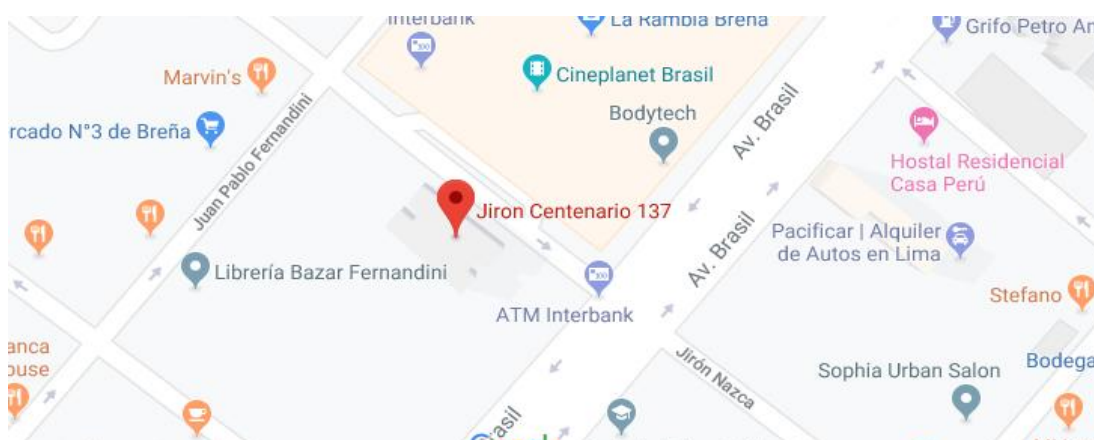 Interbank
La Rambla Breña
Grifo Petro Am
Marvin's
Cineplanet Brasil
Bodytech
Av. Brasil
rcado N°3 de Breña
Juan Pablo Fernandini
Hostal Residencial
Casa Perú
Jiron Centenario 137
Pacificar | Alquiler
de Autos en Lima
Av. Brasil
Librería Bazar Fernandini
ATM Interbank
Stefano
Jirón Nazca
anca
ouse
Sophia Urban Salon
Bodega
asil